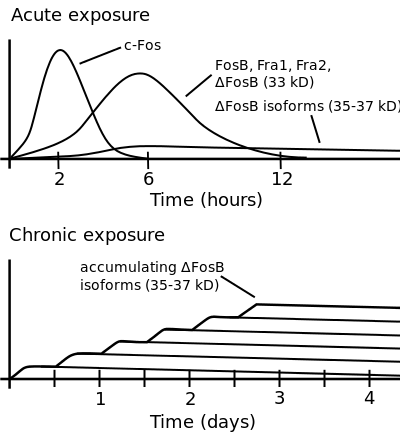 Acute exposure
c-Fos
FosB, Fra1, Fra2,
ΔFosB (33 kD)
ΔFosB isoforms (35-37 kD)
2 6 12
Time (hours)
Chronic exposure
accumulating ΔFosB
isoforms (35-37 kD)
1 2 3 4
Time (days)